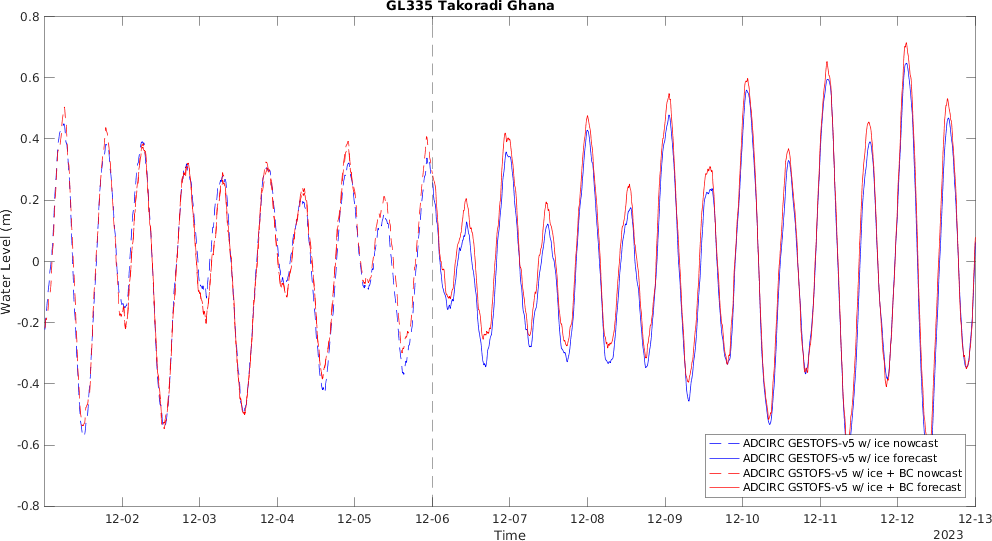 GL335 Takoradi Ghana
0.8
0.6
0.4
0.2
0
-0.2
-0.4
-0.6
-0.8
Water Level (m)
ADCIRC GESTOFS-v5 w/ ice nowcast
ADCIRC GESTOFS-v5 w/ ice forecast
ADCIRC GSTOFS-v5 w/ ice + BC nowcast
ADCIRC GSTOFS-v5 w/ ice + BC forecast
12-02 12-03 12-04 12-05 12-06 12-07 12-08 12-09 12-10 12-11 12-12 12-13
Time
2023